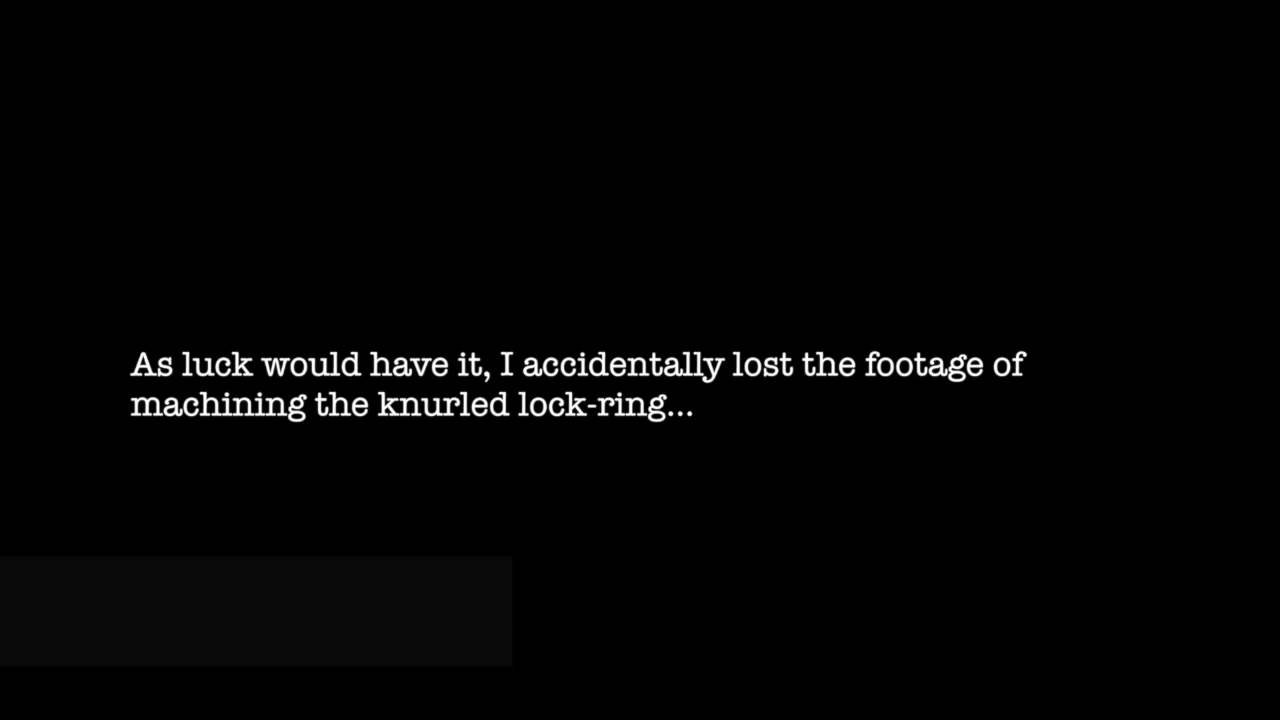 As luck would have it, I accidentally lost the footage of
machining the knurled lock-ring...